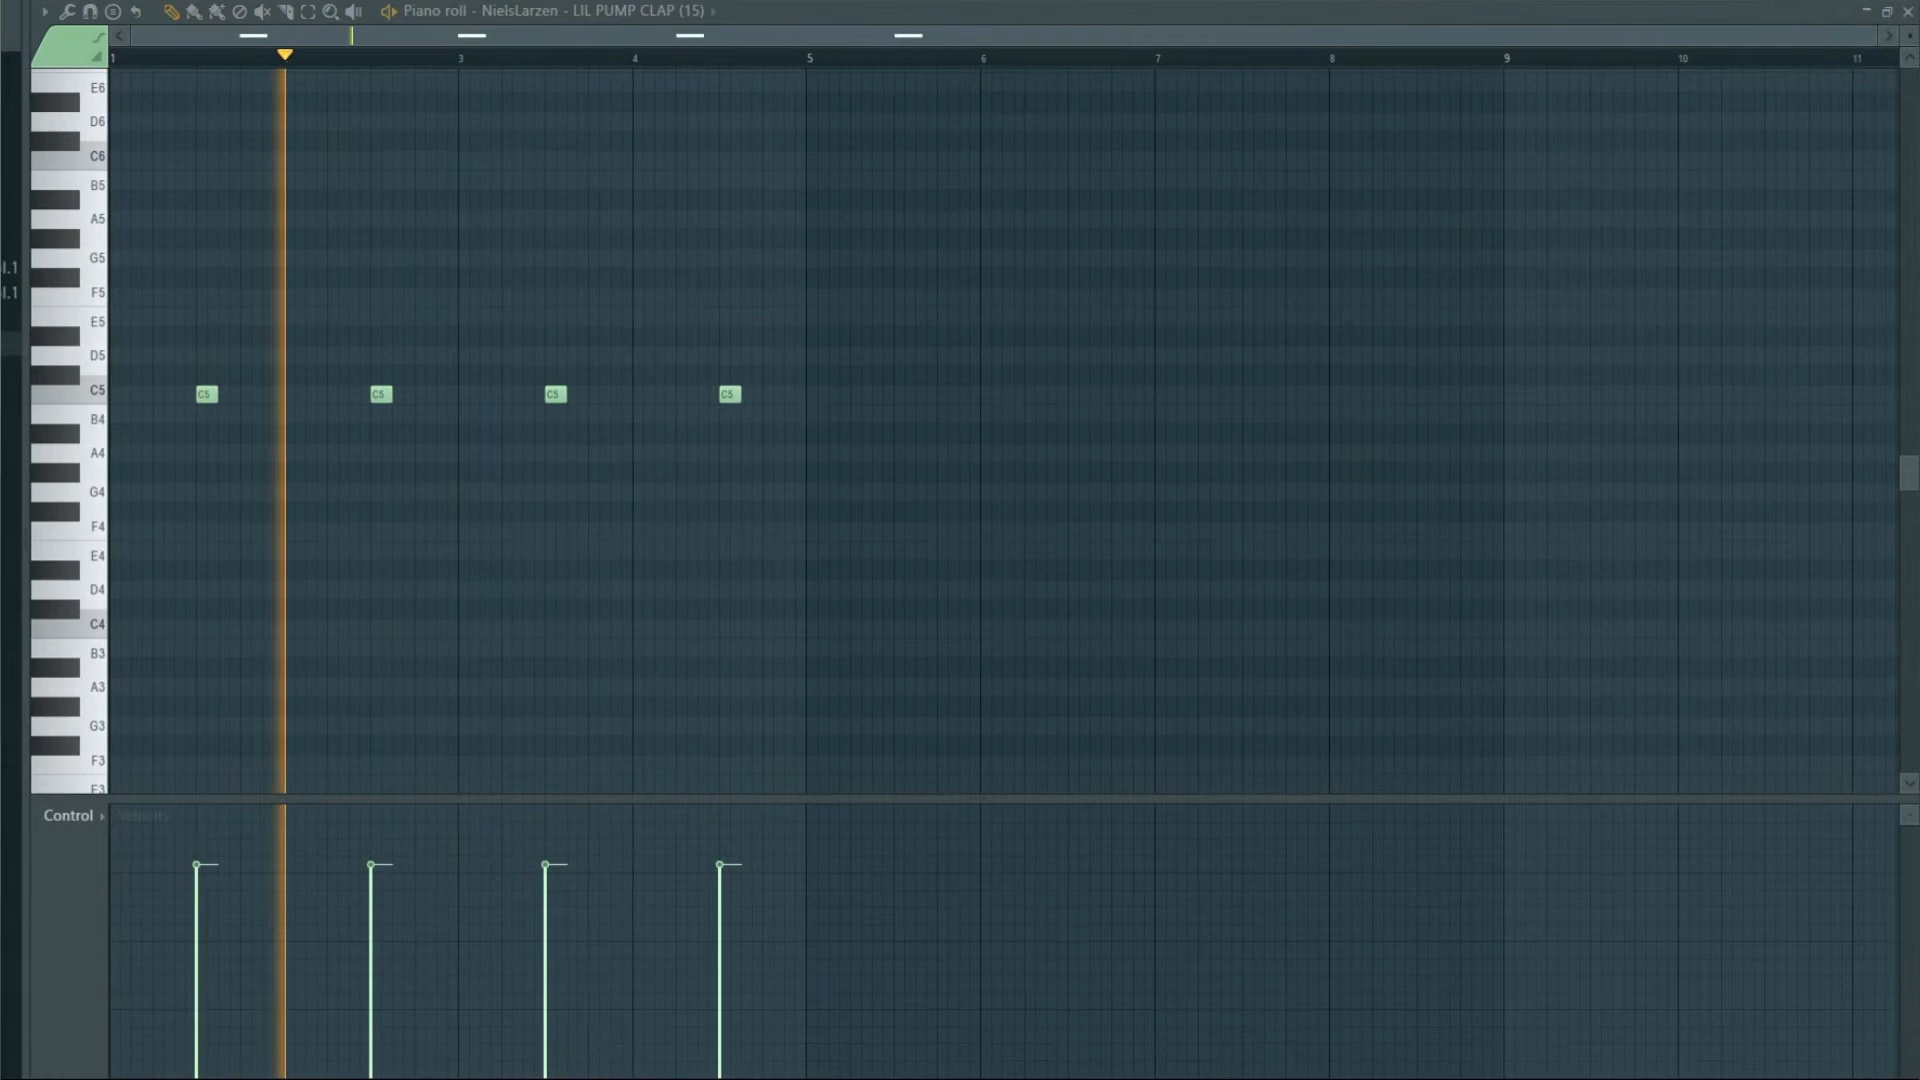 Piano roll - NielsLarzen - LIL PUMP CLAP (15)
1 3 4 5 6 7 8 9 10 11
E6
D6
C6
B5
A5
G5
F5
E5
D5
C5 C5 C5 C5 C5
B4
A4
G4
F4
E4
D4
C4
B3
A3
G3
F3
E3
Control Velocity